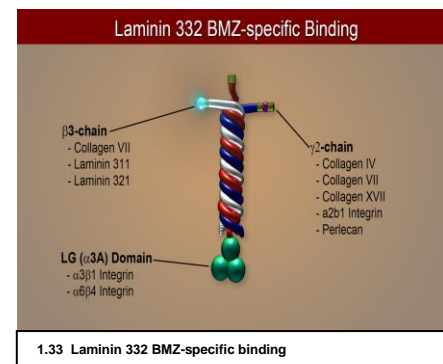 Laminin 332 BMZ-specific Binding
β3-chain
- Collagen VII
- Laminin 311
- Laminin 321
γ2-chain
- Collagen IV
- Collagen VII
- Collagen XVII
- a2b1 Integrin
- Perlecan
LG (α3A) Domain
- α3β1 Integrin
- α6β4 Integrin
1.33 Laminin 332 BMZ-specific binding